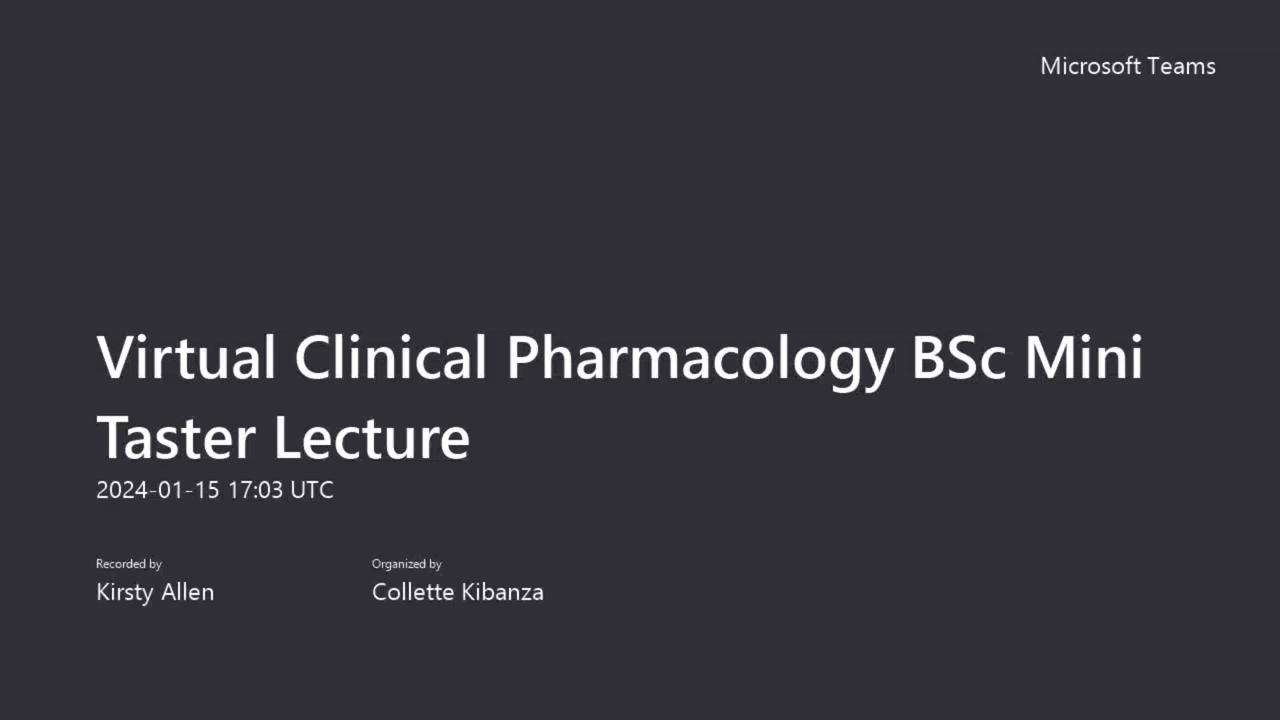 Microsoft Teams
Virtual Clinical Pharmacology BSc Mini
Taster Lecture
2024-01-15 17:03 UTC
Recorded by
Kirsty Allen
Organized by
Collette Kibanza